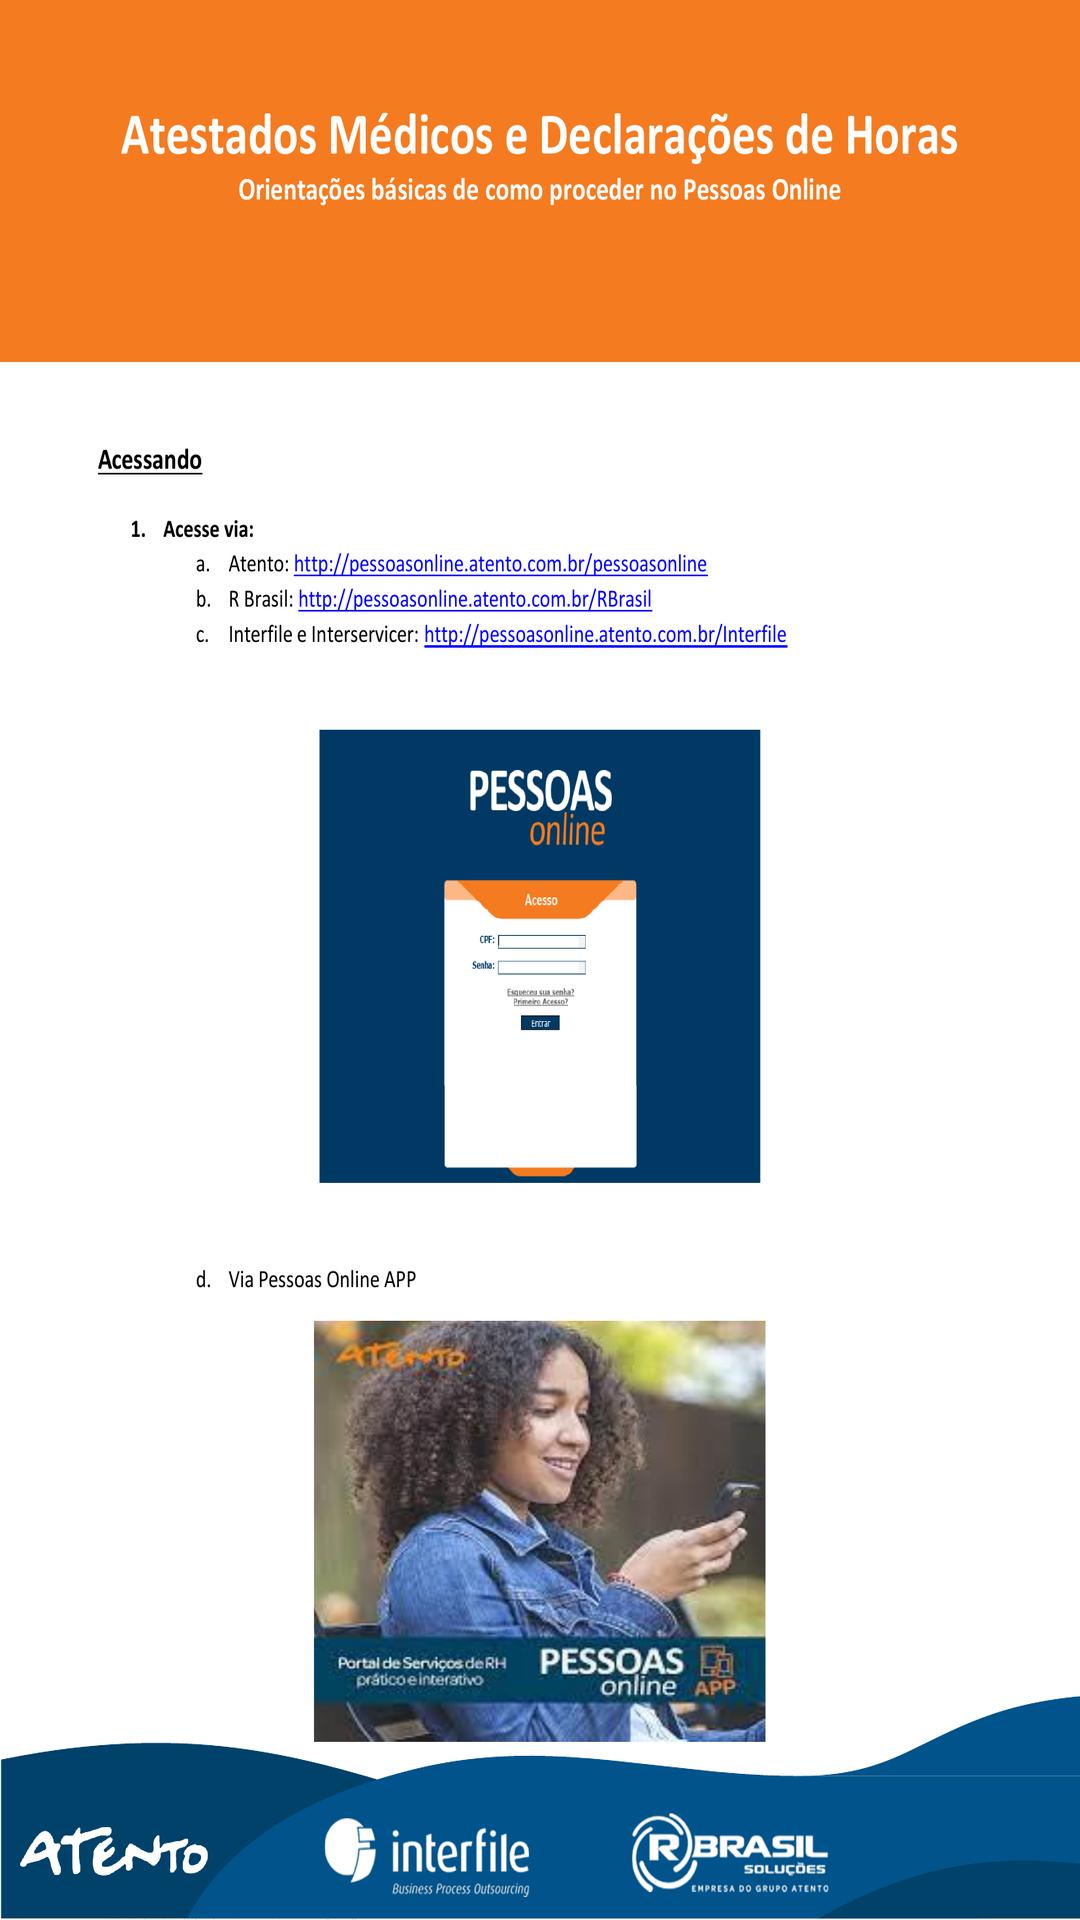 Atestados Médicos e Declarações de Horas
Orientações básicas de como proceder no Pessoas Online
Acessando
1. Acesse via:
a. Atento: http://pessoasonline.atento.com.br/pessoasonline
b. R Brasil: http://pessoasonline.atento.com.br/RBrasil
c. Interfile e Interservicer: http://pessoasonline.atento.com.br/Interfile
PESSOAS
online
Acesso
CPF:
Senha:
Esqueceu sua senha?
Primeiro Acesso?
Entrar
d. Via Pessoas Online APP
ATENTO
Portal de Serviços de RH
prático e interativo
PESSOAS
online
APP
ATENTO
interfile
Business Process Outsourcing
R BRASIL
SOLUÇÕES
EMPRESA DO GRUPO ATENTO